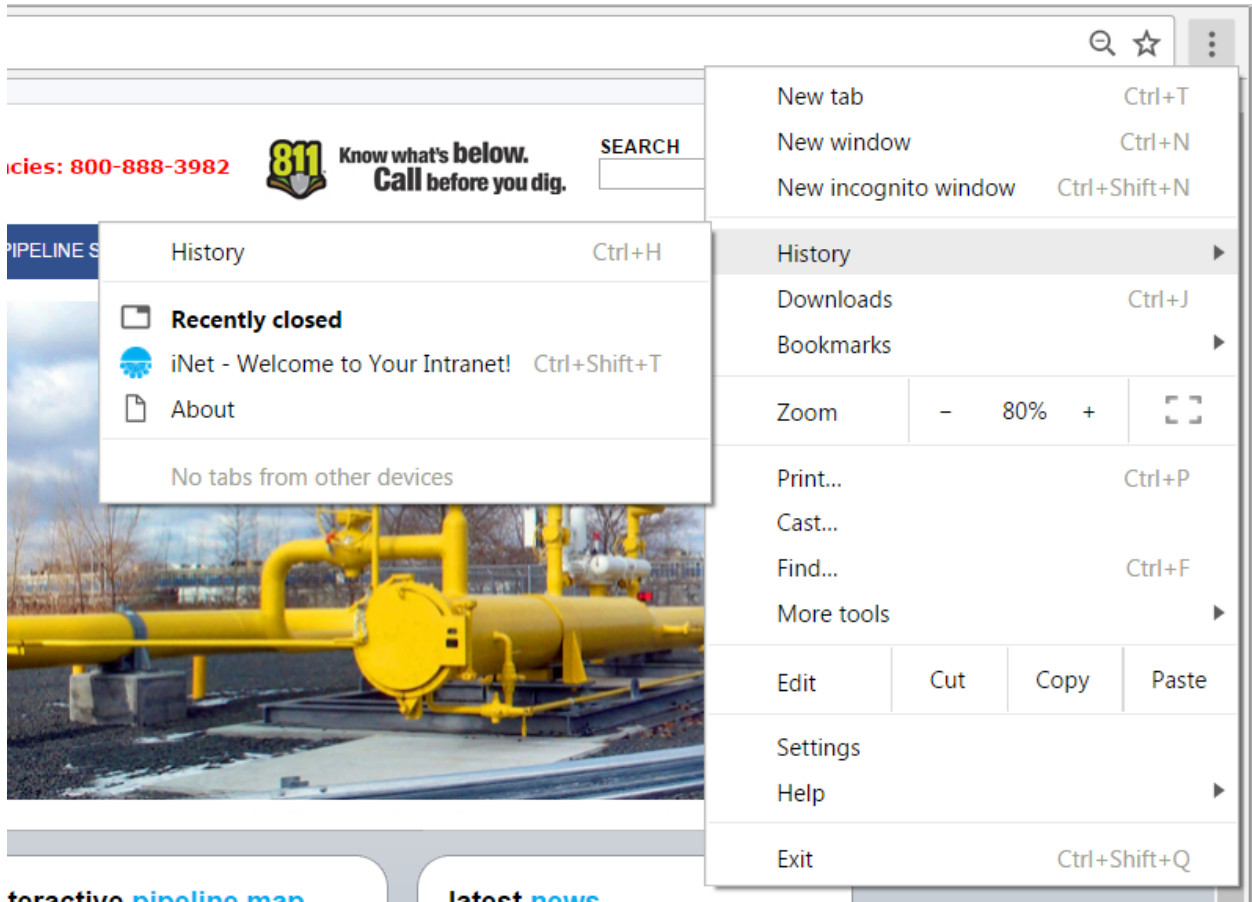 New tab Ctrl+T
cies: 800-888-3982
811 Know what's below.
Call before you dig.
SEARCH
New window Ctrl+N
New incognito window Ctrl+Shift+N
PIPELINE S
History Ctrl+H
Recently closed
iNet - Welcome to Your Intranet! Ctrl+Shift+T
About
No tabs from other devices
History
Downloads Ctrl+J
Bookmarks
Zoom - 80% +
Print... Ctrl+P
Cast...
Find... Ctrl+F
More tools
Edit Cut Copy Paste
Settings
Help
Exit Ctrl+Shift+Q
teractive pipeline map
latest news